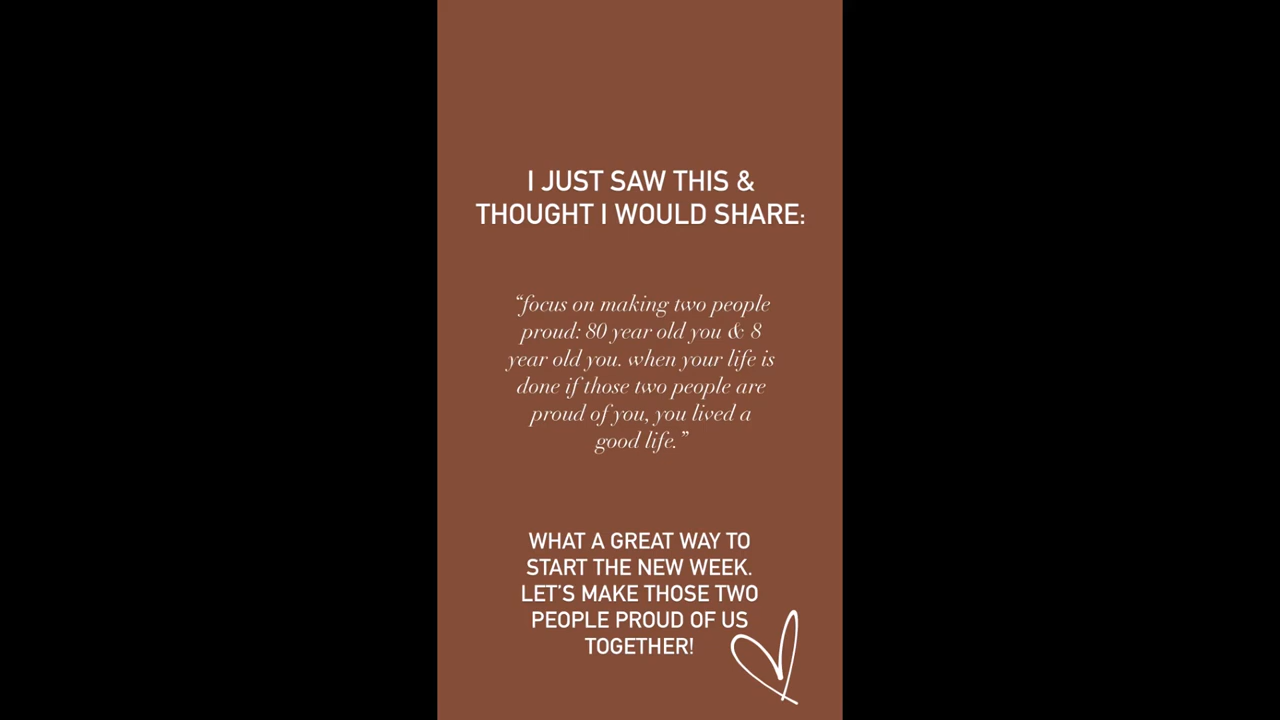 I JUST SAW THIS &
THOUGHT I WOULD SHARE:
“focus on making two people
proud: 80 year old you & 8
year old you. when your life is
done if those two people are
proud of you, you lived a
good life.”
WHAT A GREAT WAY TO
START THE NEW WEEK.
LET’S MAKE THOSE TWO
PEOPLE PROUD OF US
TOGETHER!